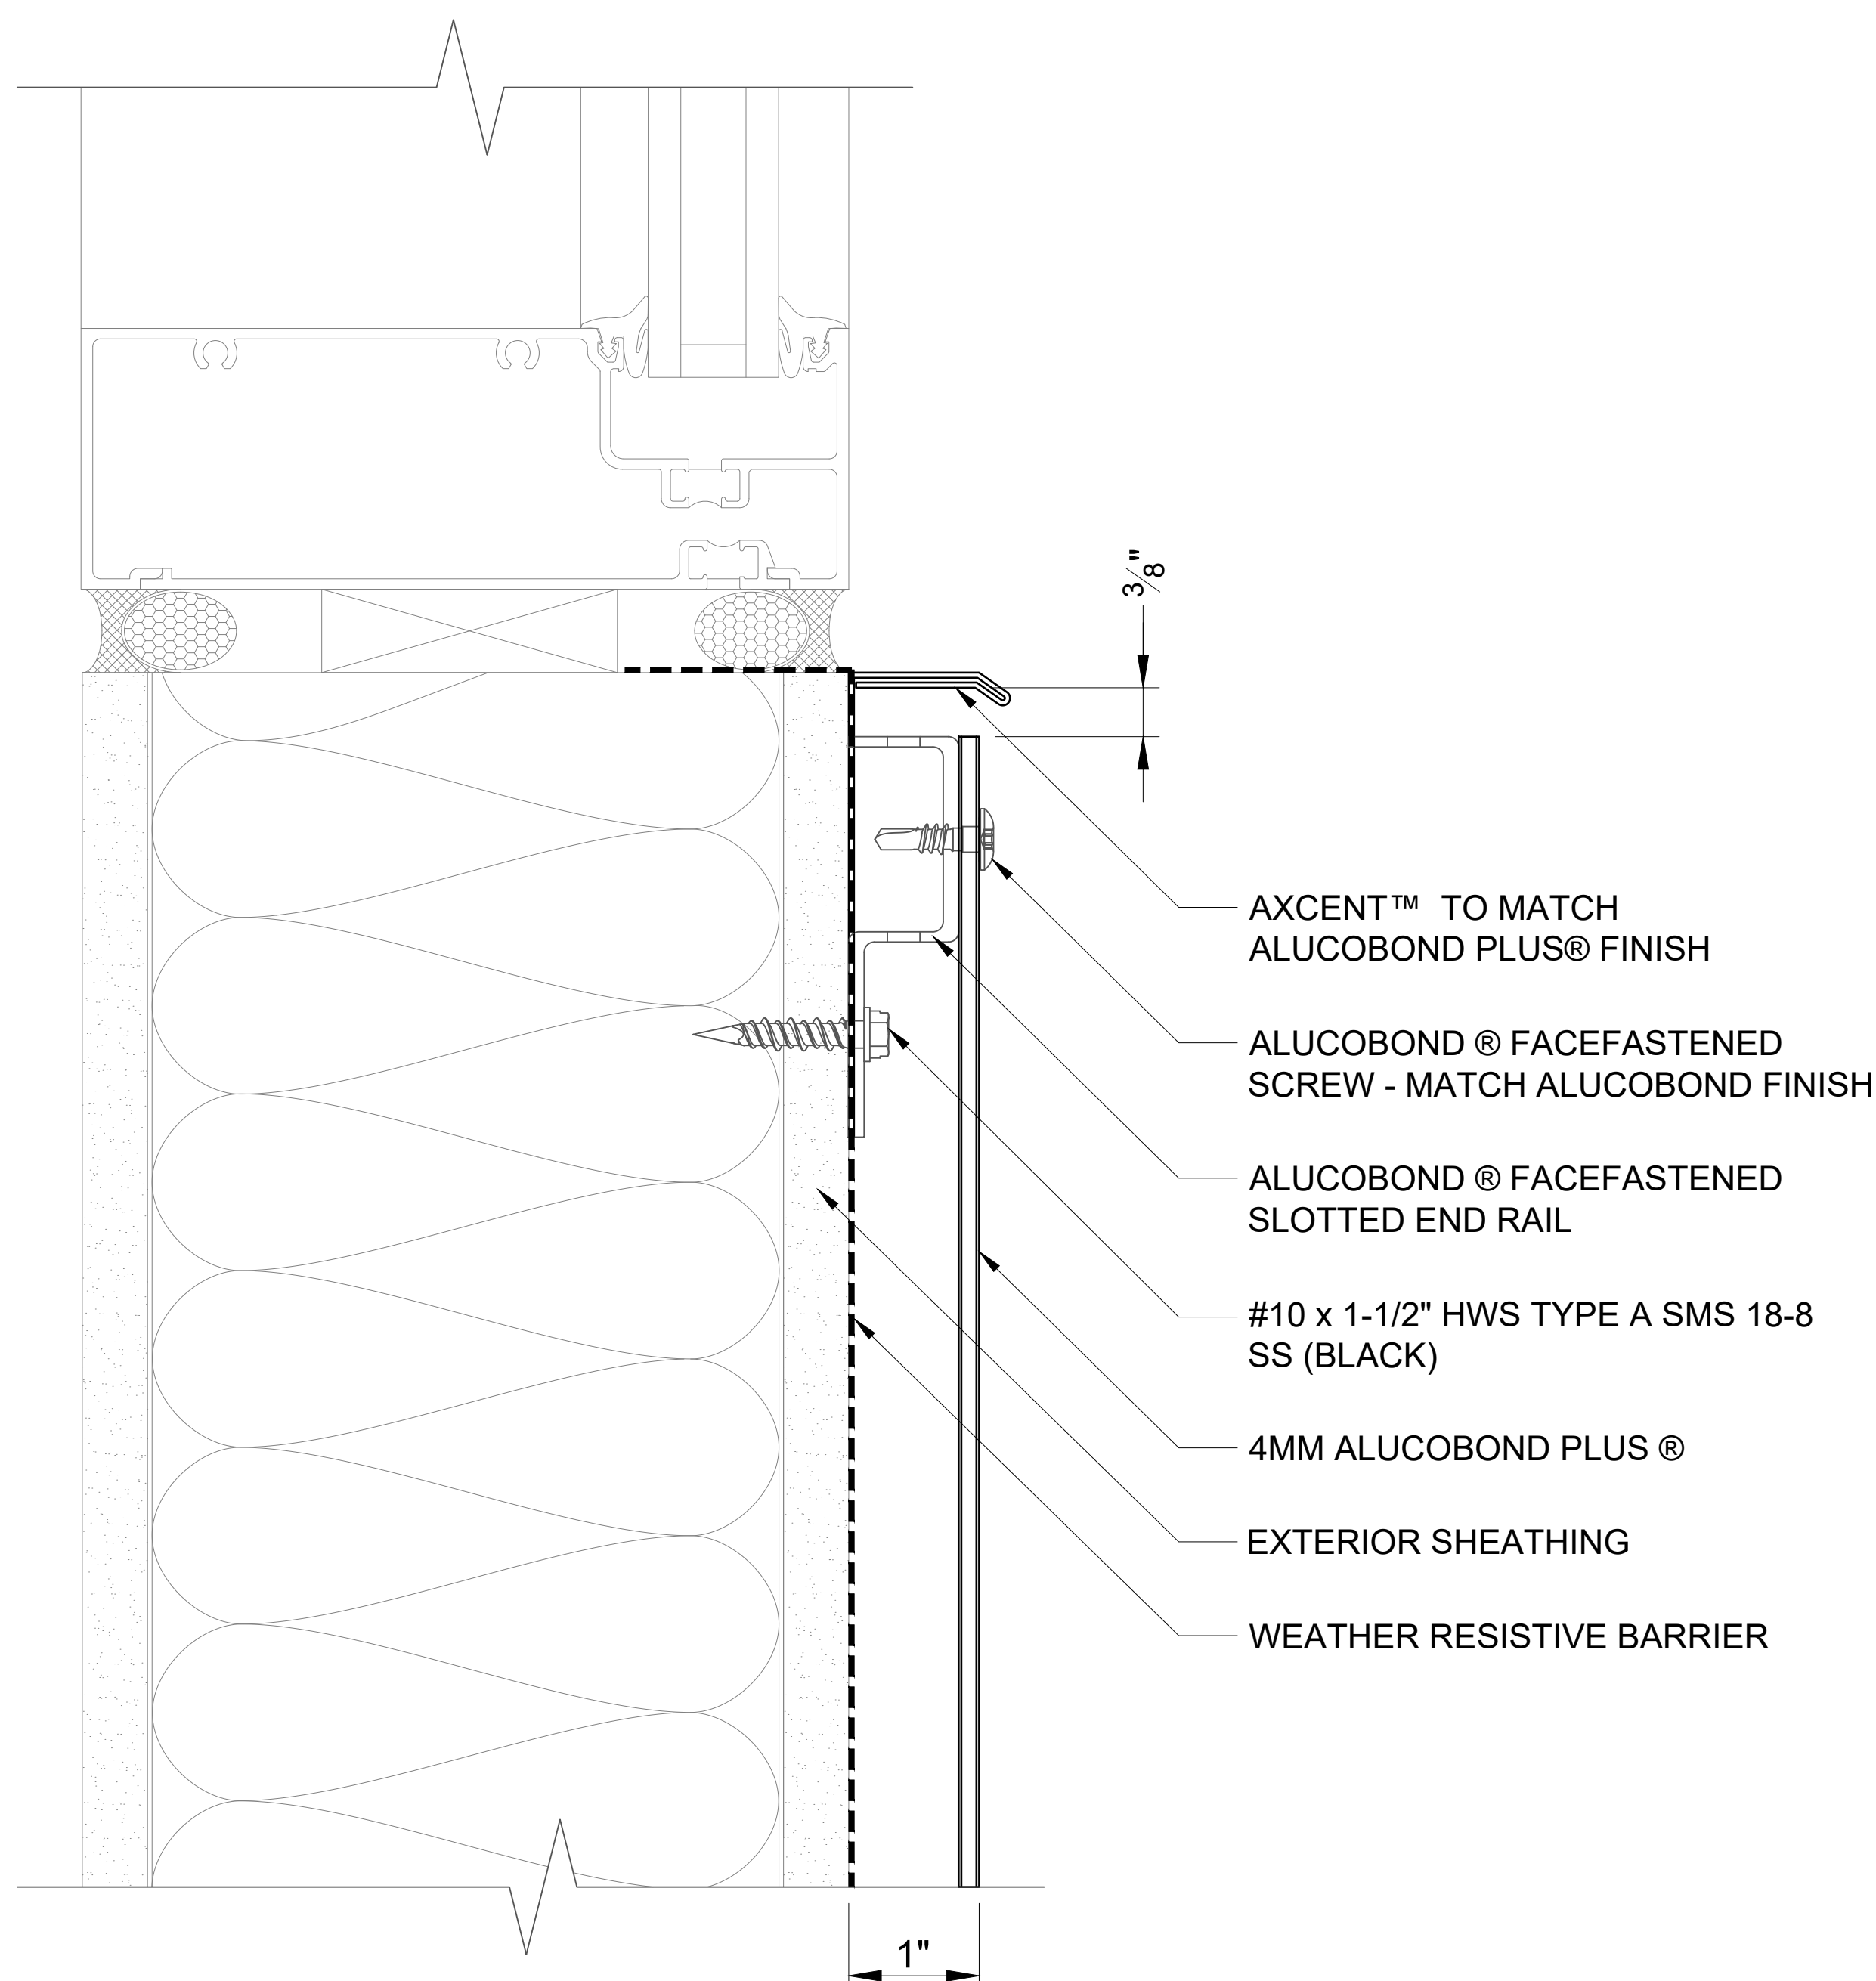 3/8"
AXCENT™ TO MATCH
ALUCOBOND PLUS® FINISH
ALUCOBOND ® FACEFASTENED
SCREW - MATCH ALUCOBOND FINISH
ALUCOBOND ® FACEFASTENED
SLOTTED END RAIL
#10 x 1-1/2" HWS TYPE A SMS 18-8
SS (BLACK)
4MM ALUCOBOND PLUS ®
EXTERIOR SHEATHING
WEATHER RESISTIVE BARRIER
1"